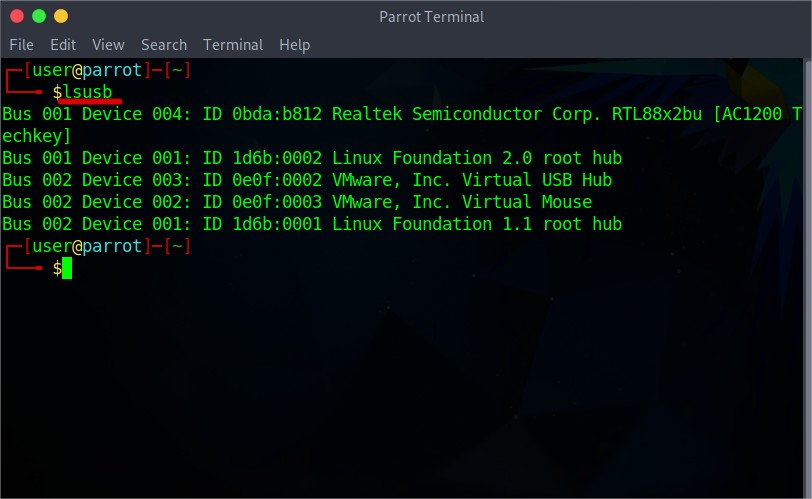 Parrot Terminal
File Edit View Search Terminal Help
┌─[user@parrot]─[~]
└──╼ $lsusb
Bus 001 Device 004: ID 0bda:b812 Realtek Semiconductor Corp. RTL88x2bu [AC1200 T
echkey]
Bus 001 Device 001: ID 1d6b:0002 Linux Foundation 2.0 root hub
Bus 002 Device 003: ID 0e0f:0002 VMware, Inc. Virtual USB Hub
Bus 002 Device 002: ID 0e0f:0003 VMware, Inc. Virtual Mouse
Bus 002 Device 001: ID 1d6b:0001 Linux Foundation 1.1 root hub
┌─[user@parrot]─[~]
└──╼ $